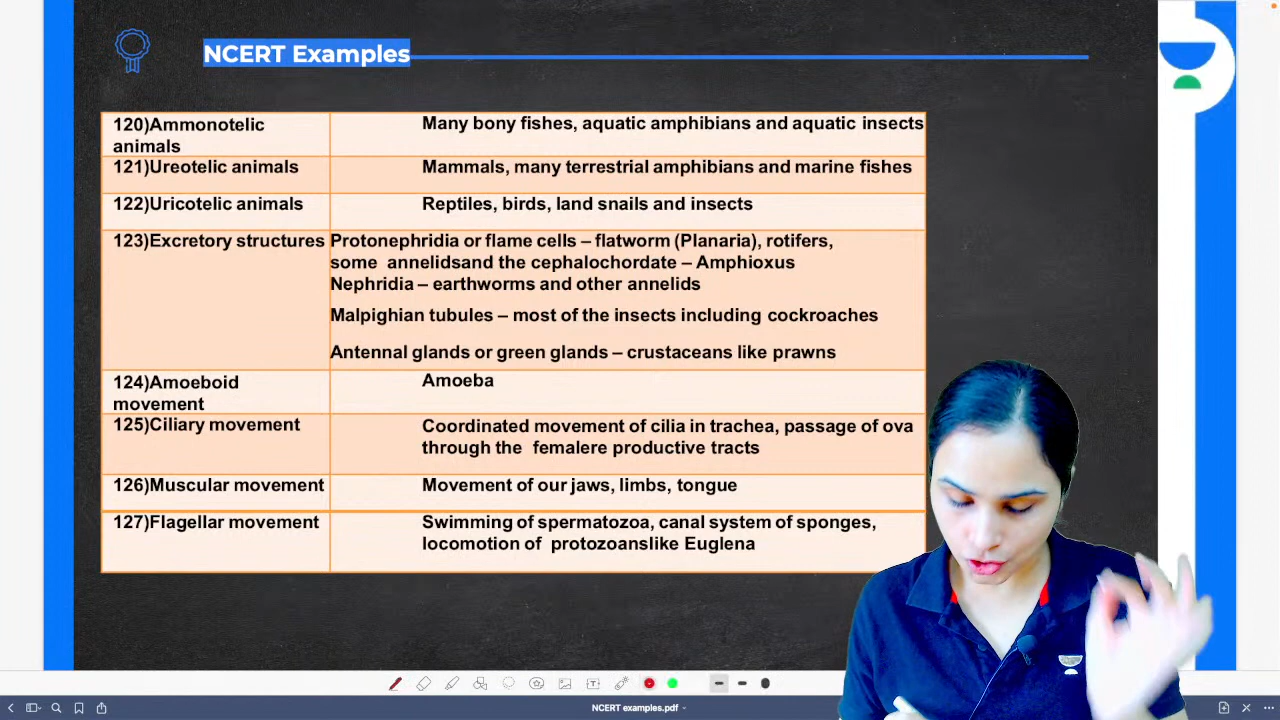 NCERT Examples
120)Ammonotelic
animals
Many bony fishes, aquatic amphibians and aquatic insects
121)Ureotelic animals
Mammals, many terrestrial amphibians and marine fishes
122)Uricotelic animals
Reptiles, birds, land snails and insects
123)Excretory structures
Protonephridia or flame cells – flatworm (Planaria), rotifers,
some annelidsand the cephalochordate – Amphioxus
Nephridia – earthworms and other annelids
Malpighian tubules – most of the insects including cockroaches
Antennal glands or green glands – crustaceans like prawns
124)Amoeboid
movement
Amoeba
125)Ciliary movement
Coordinated movement of cilia in trachea, passage of ova
through the femalere productive tracts
126)Muscular movement
Movement of our jaws, limbs, tongue
127)Flagellar movement
Swimming of spermatozoa, canal system of sponges,
locomotion of protozoanslike Euglena
NCERT examples.pdf